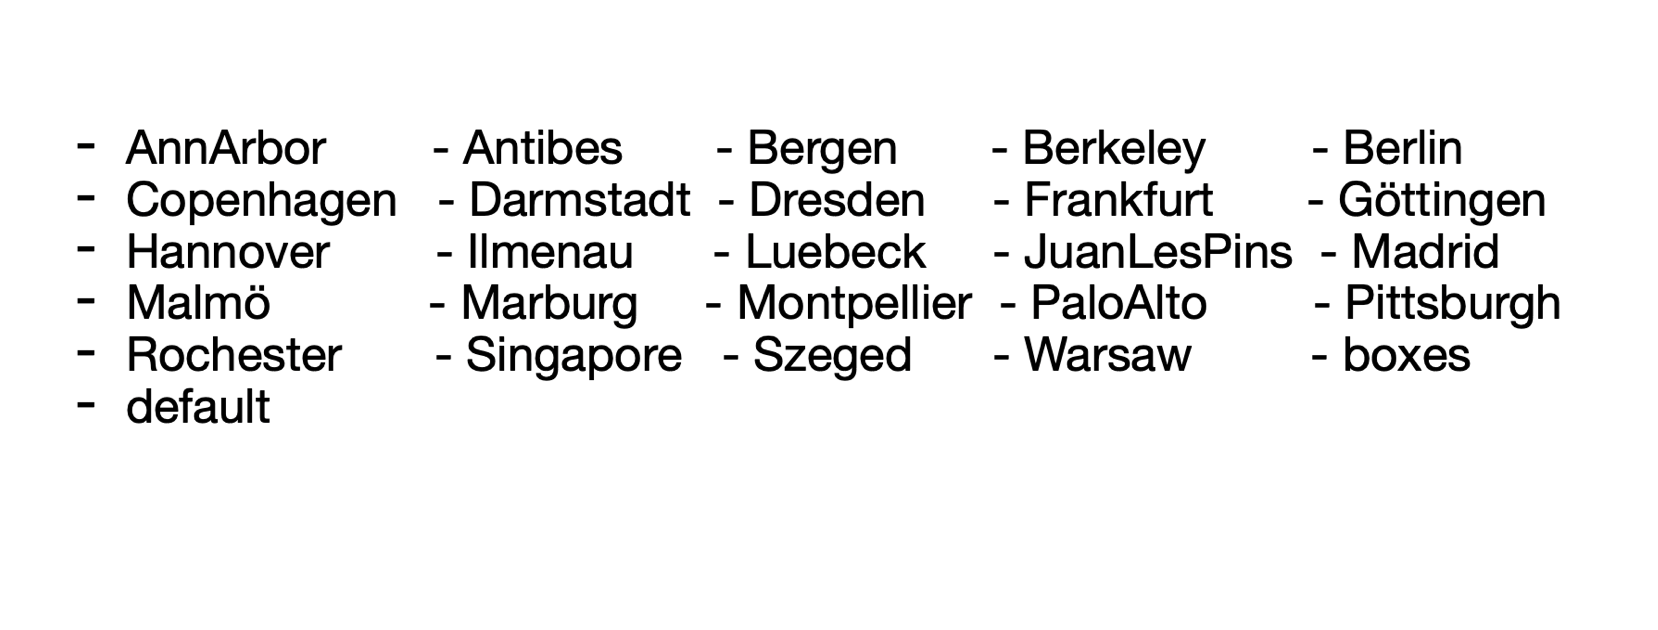 - AnnArbor - Antibes - Bergen - Berkeley - Berlin
- Copenhagen - Darmstadt - Dresden - Frankfurt - Göttingen
- Hannover - Ilmenau - Luebeck - JuanLesPins - Madrid
- Malmö - Marburg - Montpellier - PaloAlto - Pittsburgh
- Rochester - Singapore - Szeged - Warsaw - boxes
- default